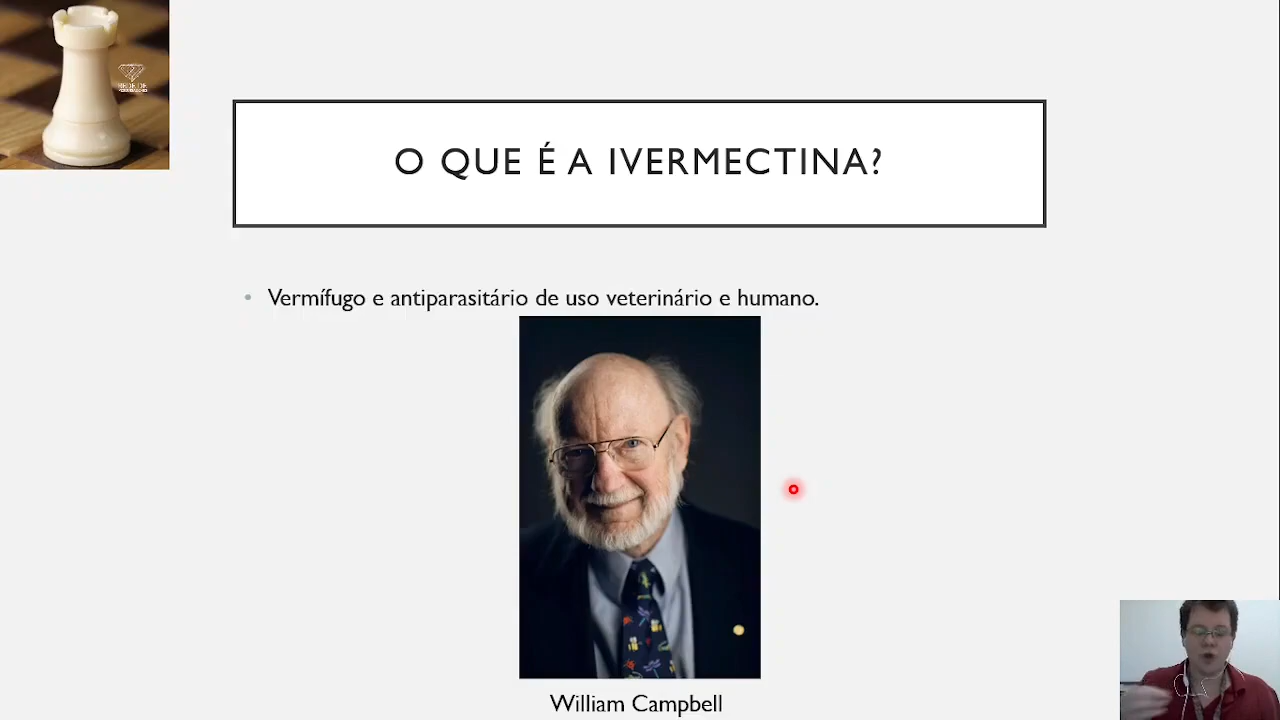 O QUE É A IVERMECTINA?
• Vermífugo e antiparasitário de uso veterinário e humano.
William Campbell